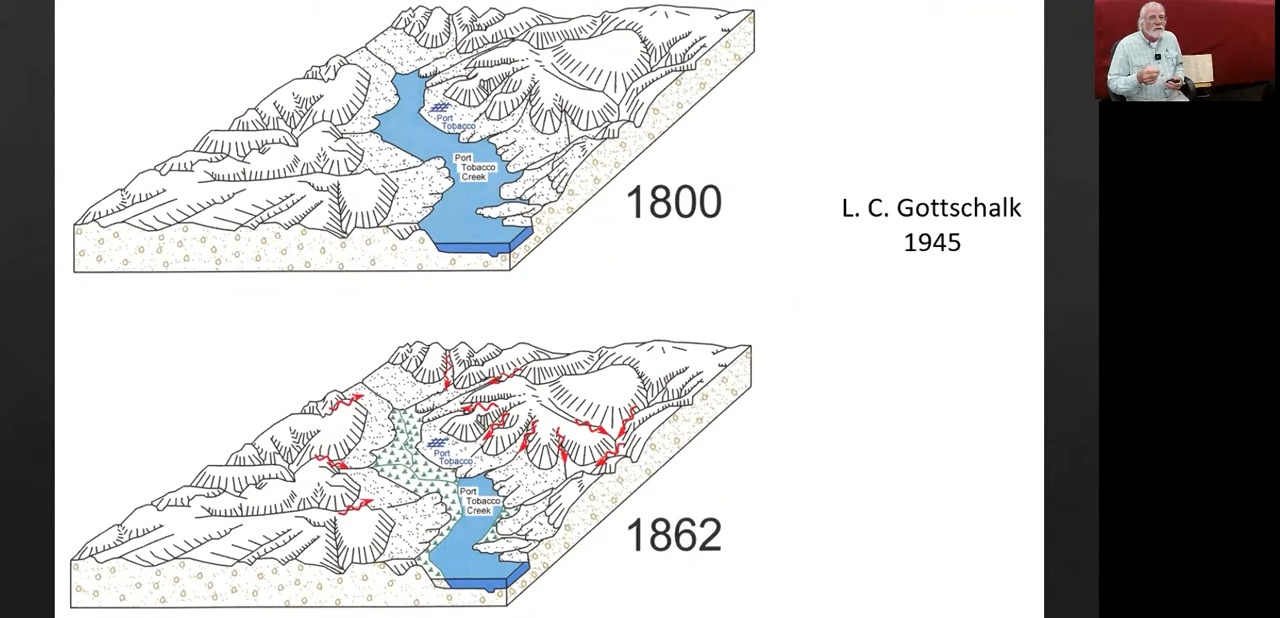 Port
Tobacco
Port
Tobacco
Creek
1800
L. C. Gottschalk
1945
Port
Tobacco
Port
Tobacco
Creek
1862